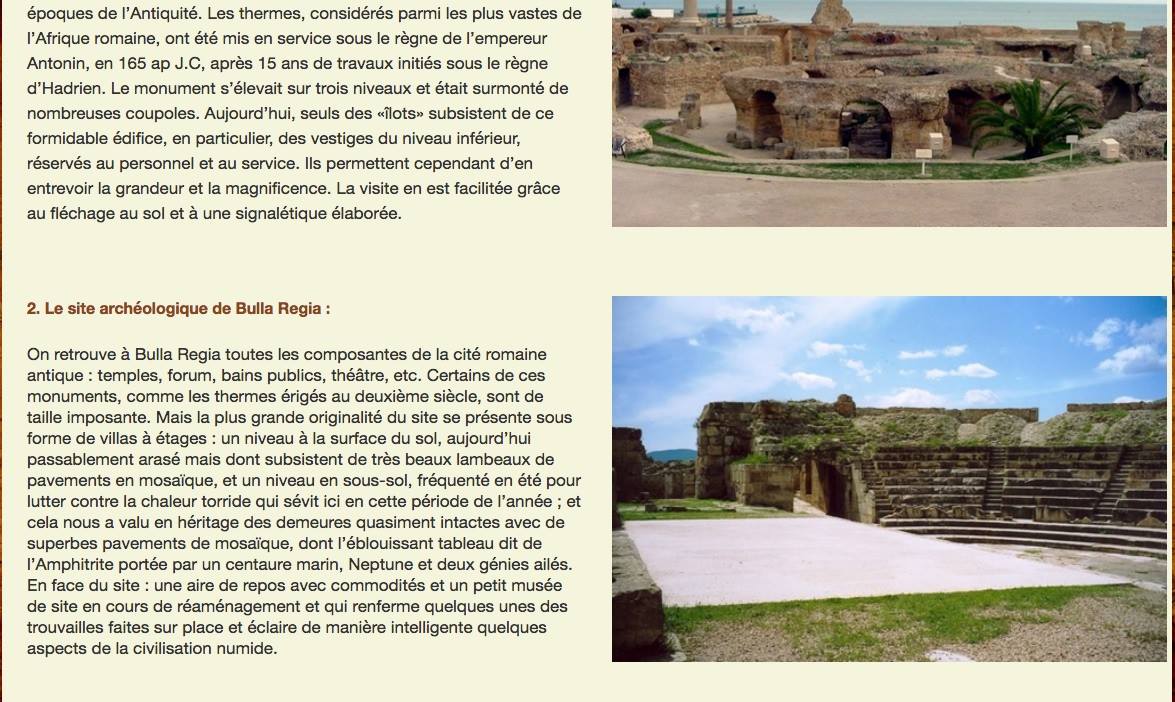 époques de l’Antiquité. Les thermes, considérés parmi les plus vastes de
l’Afrique romaine, ont été mis en service sous le règne de l’empereur
Antonin, en 165 ap J.C, après 15 ans de travaux initiés sous le règne
d’Hadrien. Le monument s’élevait sur trois niveaux et était surmonté de
nombreuses coupoles. Aujourd’hui, seuls des «îlots» subsistent de ce
formidable édifice, en particulier, des vestiges du niveau inférieur,
réservés au personnel et au service. Ils permettent cependant d’en
entrevoir la grandeur et la magnificence. La visite en est facilitée grâce
au fléchage au sol et à une signalétique élaborée.
2. Le site archéologique de Bulla Regia :
On retrouve à Bulla Regia toutes les composantes de la cité romaine
antique : temples, forum, bains publics, théâtre, etc. Certains de ces
monuments, comme les thermes érigés au deuxième siècle, sont de
taille imposante. Mais la plus grande originalité du site se présente sous
forme de villas à étages : un niveau à la surface du sol, aujourd’hui
passablement arasé mais dont subsistent de très beaux lambeaux de
pavements en mosaïque, et un niveau en sous-sol, fréquenté en été pour
lutter contre la chaleur torride qui sévit ici en cette période de l’année ; et
cela nous a valu en héritage des demeures quasiment intactes avec de
superbes pavements de mosaïque, dont l’éblouissant tableau dit de
l’Amphitrite portée par un centaure marin, Neptune et deux génies ailés.
En face du site : une aire de repos avec commodités et un petit musée
de site en cours de réaménagement et qui renferme quelques unes des
trouvailles faites sur place et éclaire de manière intelligente quelques
aspects de la civilisation numide.